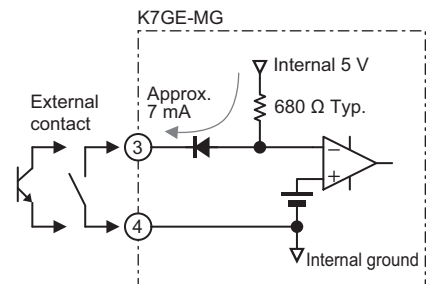 K7GE-MG
Internal 5 V
External
contact
Approx.
7 mA
680 Ω Typ.
3
−
+
4
Internal ground